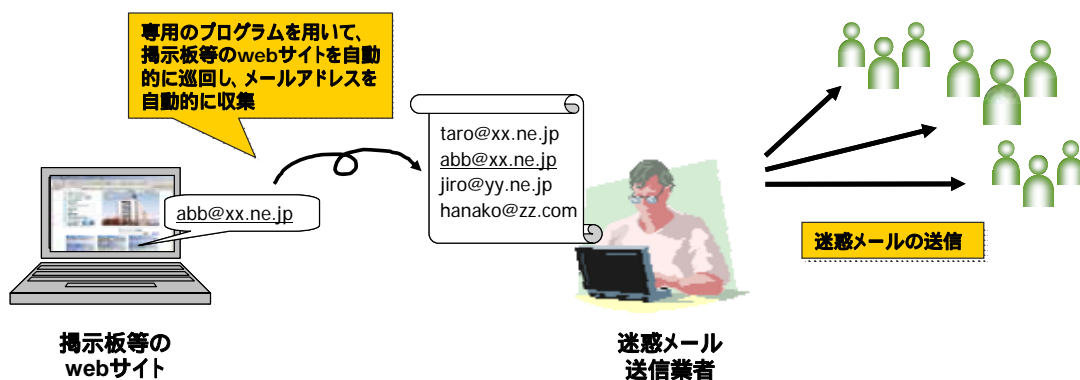 専用のプログラムを用いて、
掲示板等のwebサイトを自動
的に巡回し、メールアドレスを
自動的に収集
taro@xx.ne.jp
abb@xx.ne.jp
jiro@yy.ne.jp
hanako@zz.com
abb@xx.ne.jp
迷惑メールの送信
掲示板等の
webサイト
迷惑メール
送信業者